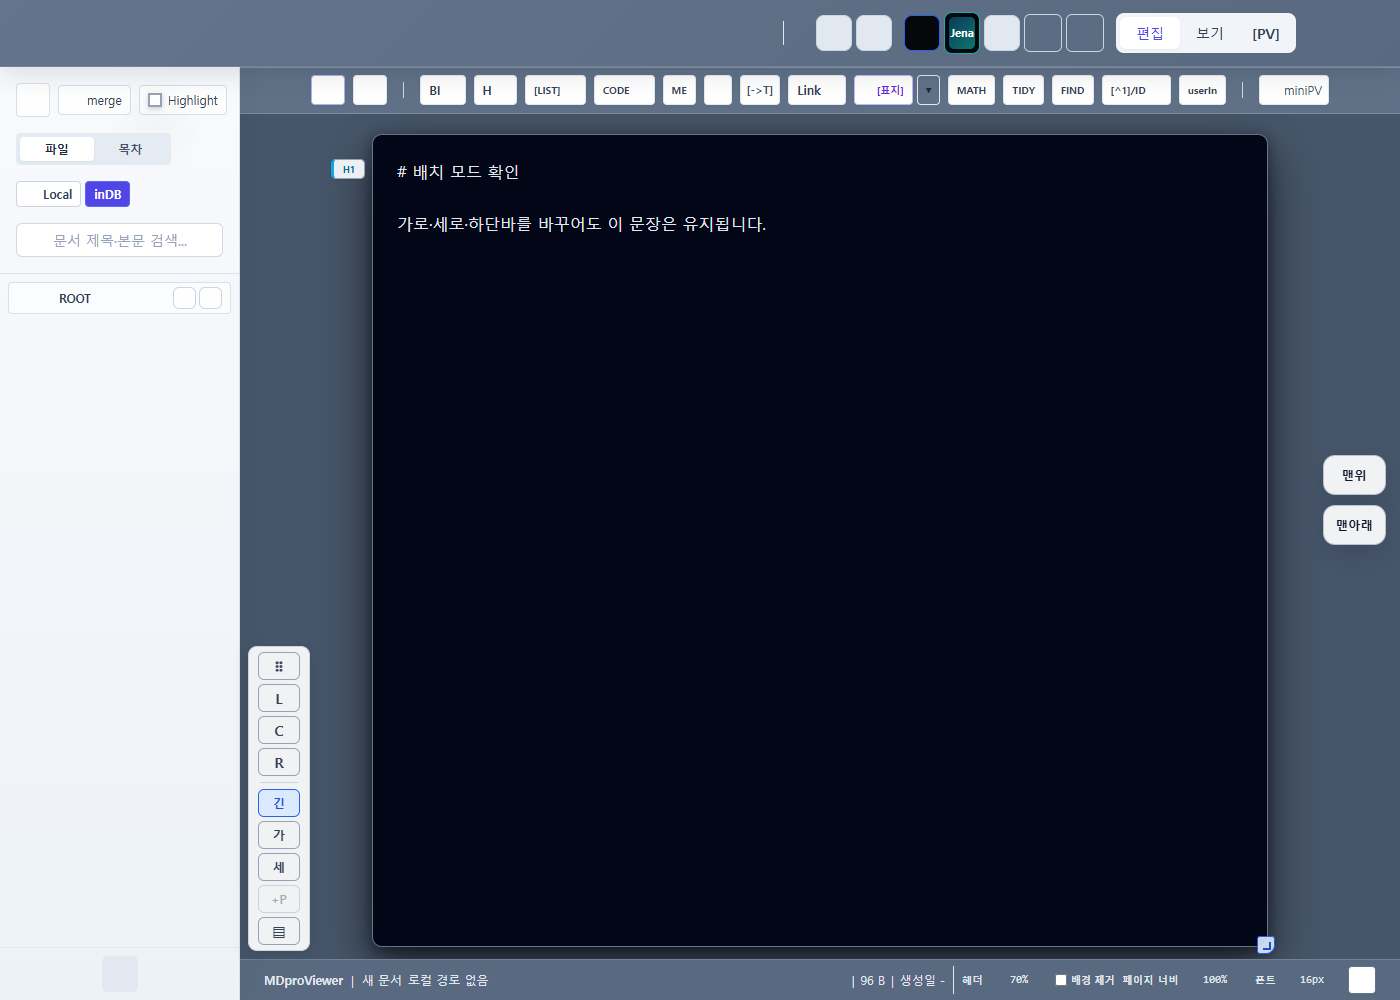 Jena 편집 보기 [PV]
merge Highlight
BI H [LIST] CODE ME [->T] Link [표지] ▼ MATH TIDY FIND [^1]/ID userIn miniPV
파일 목차
Local inDB
문서 제목·본문 검색...
ROOT
H1
# 배치 모드 확인
가로·세로·하단바를 바꾸어도 이 문장은 유지됩니다.
맨위
맨아래
⠿
L
C
R
긴
가
세
+P
▤
MDproViewer | 새 문서 로컬 경로 없음 | 96 B | 생성일 - 헤더 70% 배경 제거 페이지 너비 100% 폰트 16px